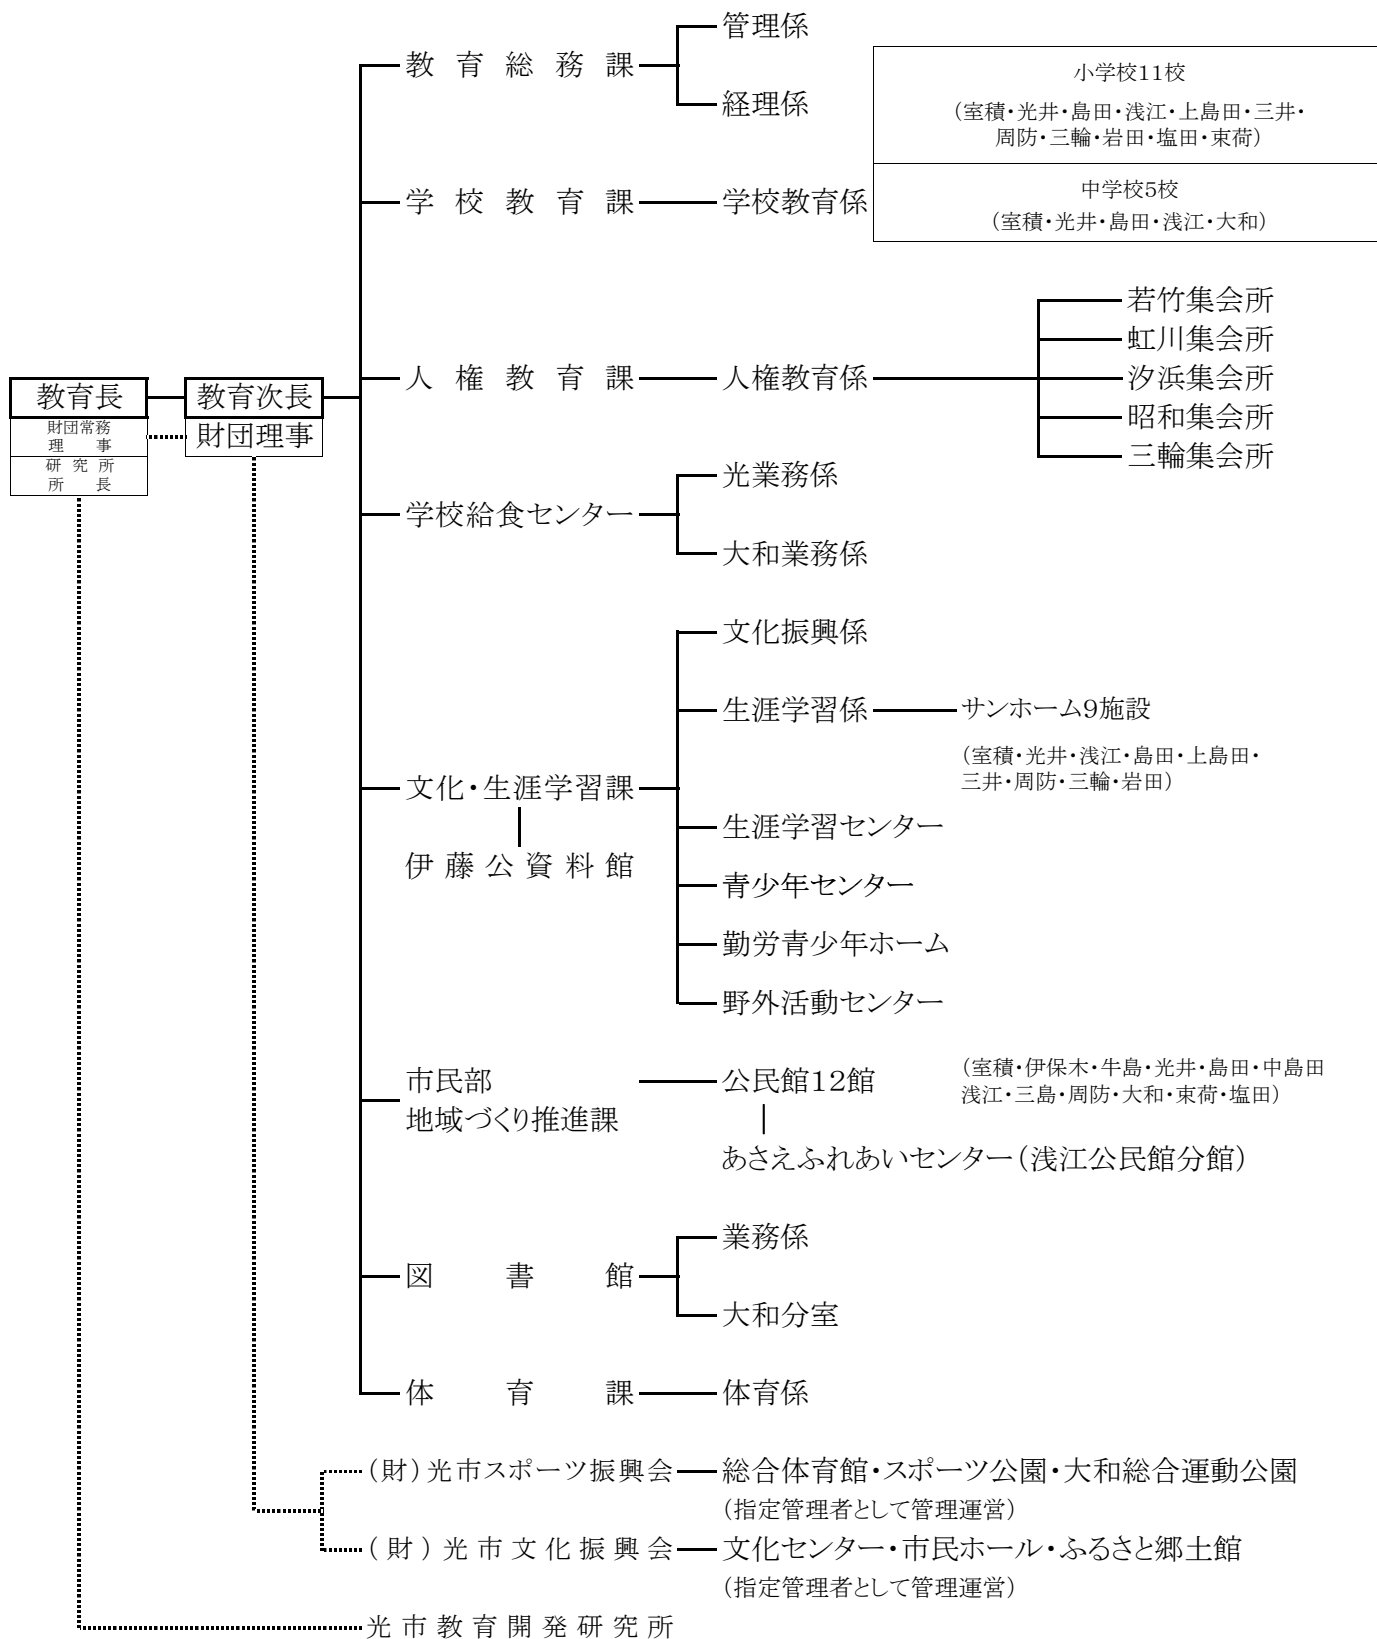 管理係
教育総務課
経理係
小学校11校
（室積・光井・島田・浅江・上島田・三井・
周防・三輪・岩田・塩田・束荷）
中学校5校
（室積・光井・島田・浅江・大和）
学校教育課
学校教育係
若竹集会所
虹川集会所
人権教育課
人権教育係
汐浜集会所
昭和集会所
三輪集会所
教育長
財団常務
理事
研究所
所長
教育次長
財団理事
光業務係
学校給食センター
大和業務係
文化振興係
生涯学習係
サンホーム9施設
（室積・光井・浅江・島田・上島田・
三井・周防・三輪・岩田）
文化・生涯学習課
生涯学習センター
伊藤公資料館
青少年センター
勤労青少年ホーム
野外活動センター
市民部
地域づくり推進課
公民館12館
（室積・伊保木・牛島・光井・島田・中島田
浅江・三島・周防・大和・束荷・塩田）
あさえふれあいセンター（浅江公民館分館）
業務係
図書館
大和分室
体育課
体育係
（財）光市スポーツ振興会
総合体育館・スポーツ公園・大和総合運動公園
（指定管理者として管理運営）
（財）光市文化振興会
文化センター・市民ホール・ふるさと郷土館
（指定管理者として管理運営）
光市教育開発研究所